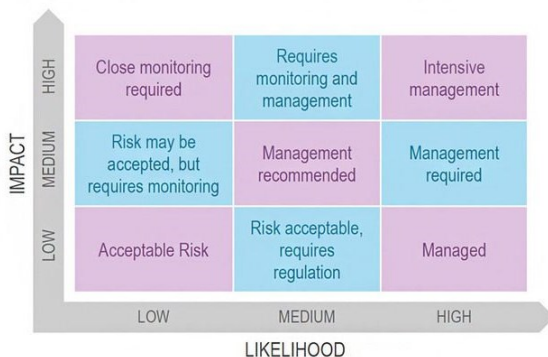 IMPACT
HIGH
MEDIUM
LOW
Close monitoring
required
Requires
monitoring and
management
Intensive
management
Risk may be
accepted, but
requires monitoring
Management
recommended
Management
required
Acceptable Risk
Risk acceptable,
requires
regulation
Managed
LOW
MEDIUM
HIGH
LIKELIHOOD